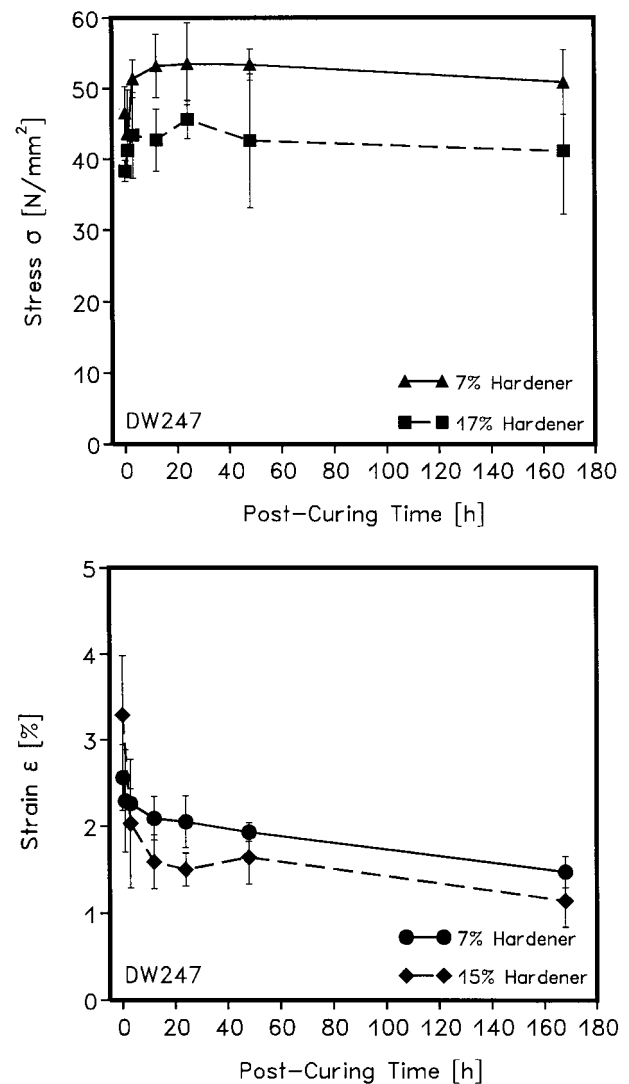 60
50
40
30
20
10
0
Stress σ [N/mm²]
7% Hardener
17% Hardener
DW247
0 20 40 60 80 100 120 140 160 180
Post-Curing Time [h]
5
4
3
2
1
0
Strain ε [%]
7% Hardener
15% Hardener
DW247
0 20 40 60 80 100 120 140 160 180
Post-Curing Time [h]